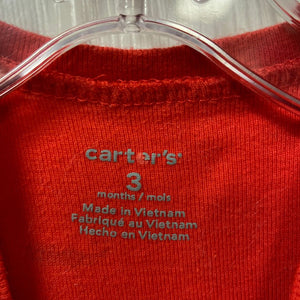 carter's
3
months / mois
Made in Vietnam
Fabriqué au Vietnam
Hecho en Vietnam